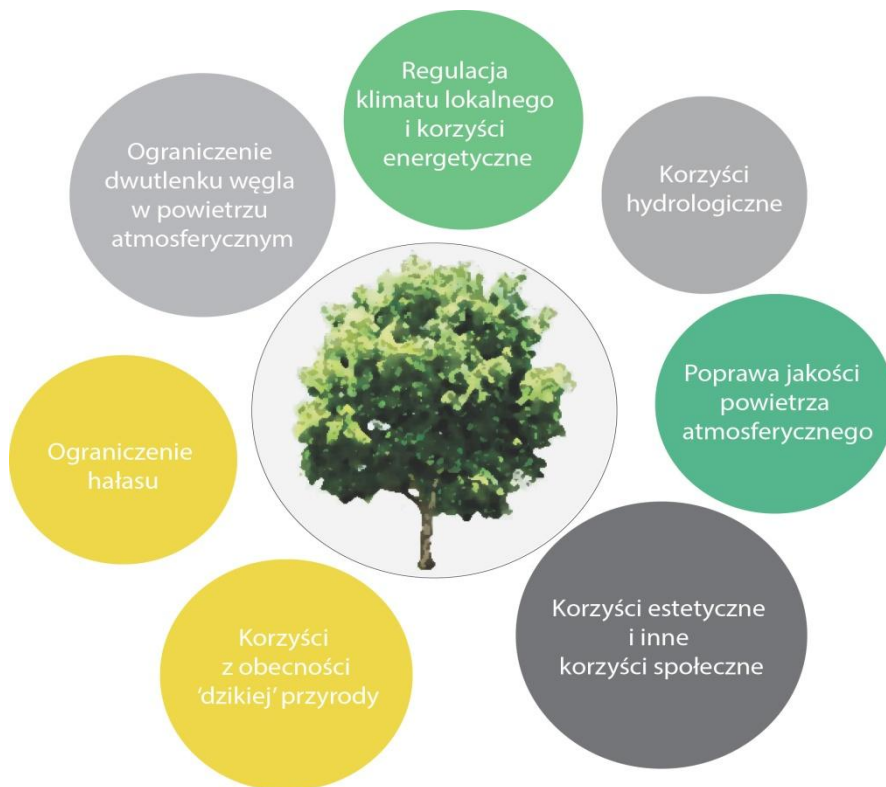 Regulacja
klimatu lokalnego
i korzyści
energetyczne
Korzyści
hydrologiczne
Poprawa jakości
powietrza
atmosferycznego
Korzyści estetyczne
i inne
korzyści społeczne
Korzyści
z obecności
‘dzikiej’ przyrody
Ograniczenie
hałasu
Ograniczenie
dwutlenku węgla
w powietrzu
atmosferycznym